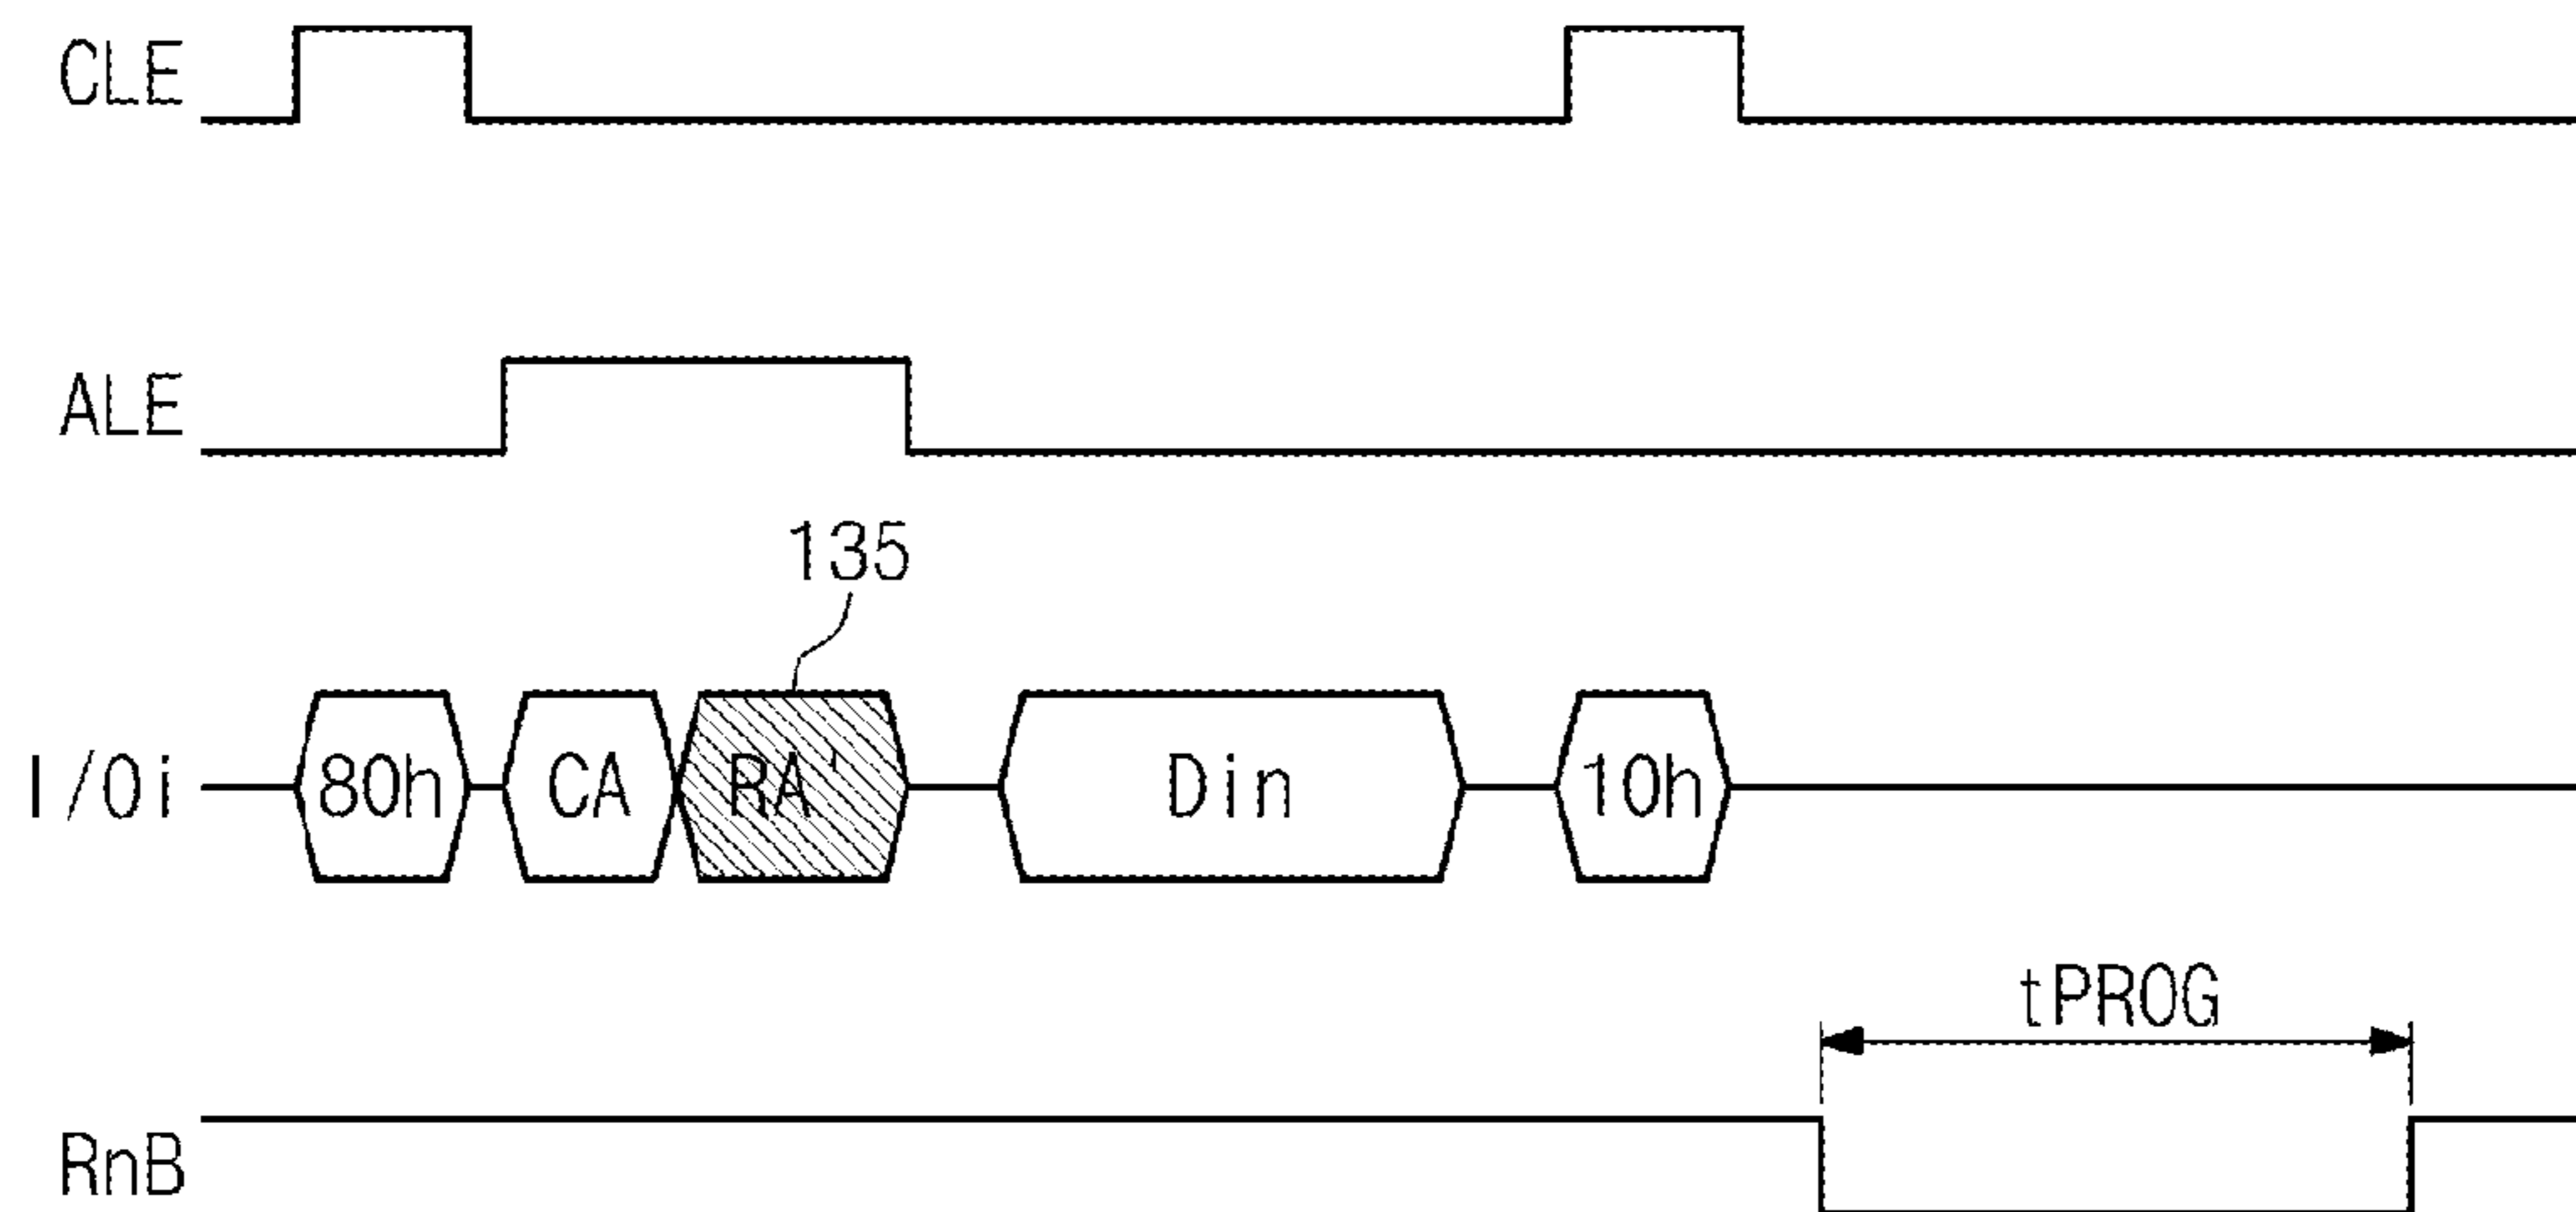 CLE
ALE
135
I/Oi 80h CA RA' Din 10h
tPROG
RnB